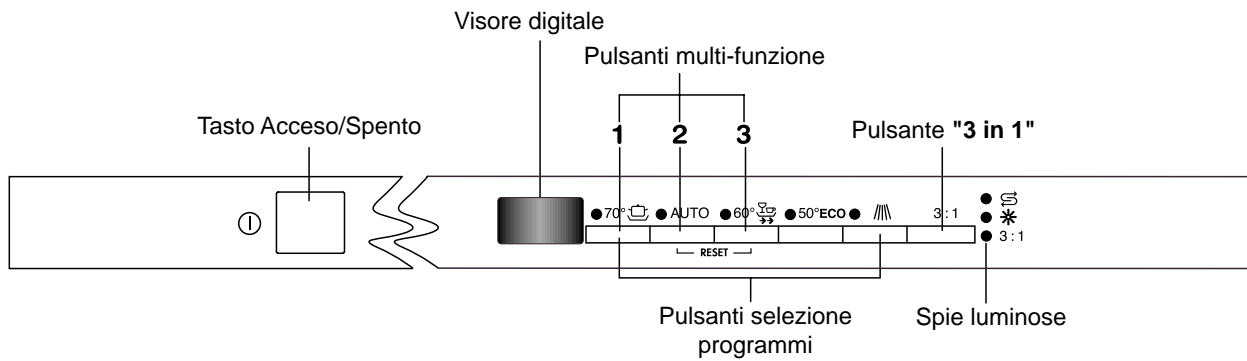 Visore digitale
Pulsanti multi-funzione
Tasto Acceso/Spento
1 2 3
Pulsante "3 in 1"
70° AUTO 60° 50°ECO 3 : 1
3 : 1
RESET
Pulsanti selezione
programmi
Spie luminose